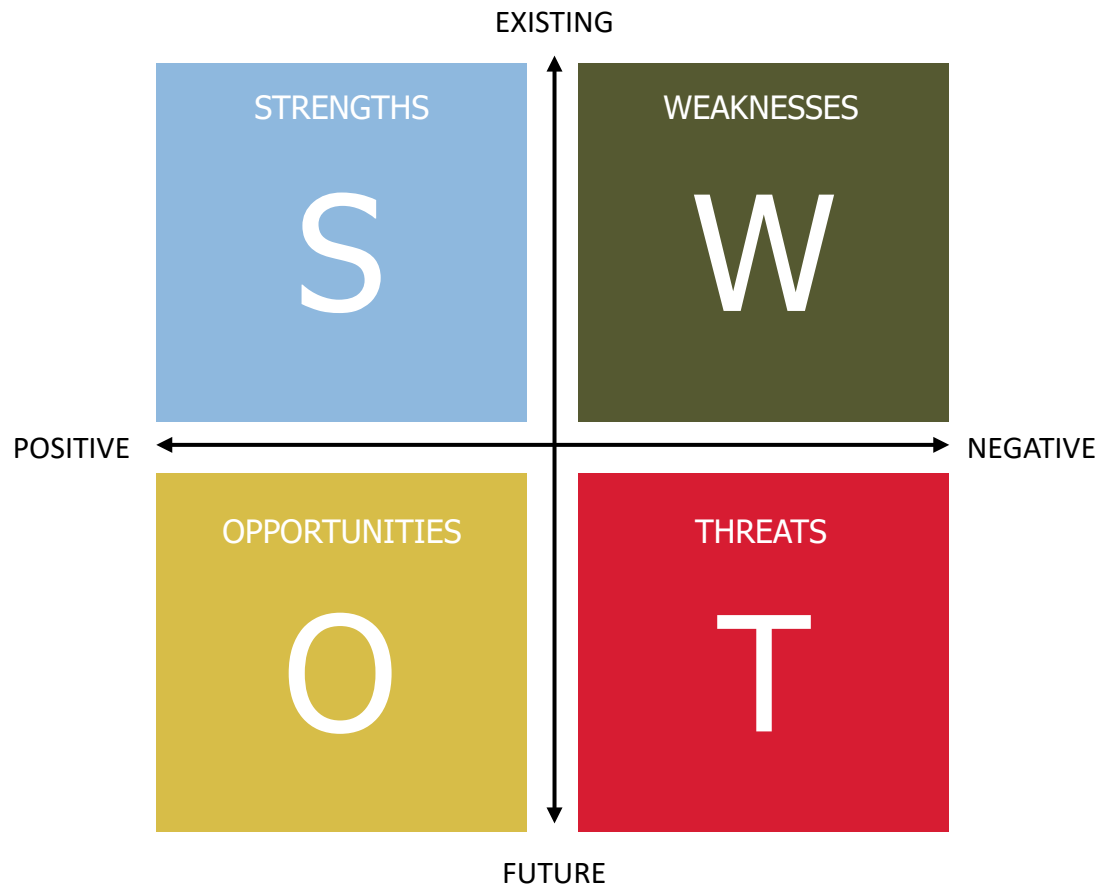 EXISTING
STRENGTHS
WEAKNESSES
S
W
POSITIVE
NEGATIVE
OPPORTUNITIES
THREATS
O
T
FUTURE